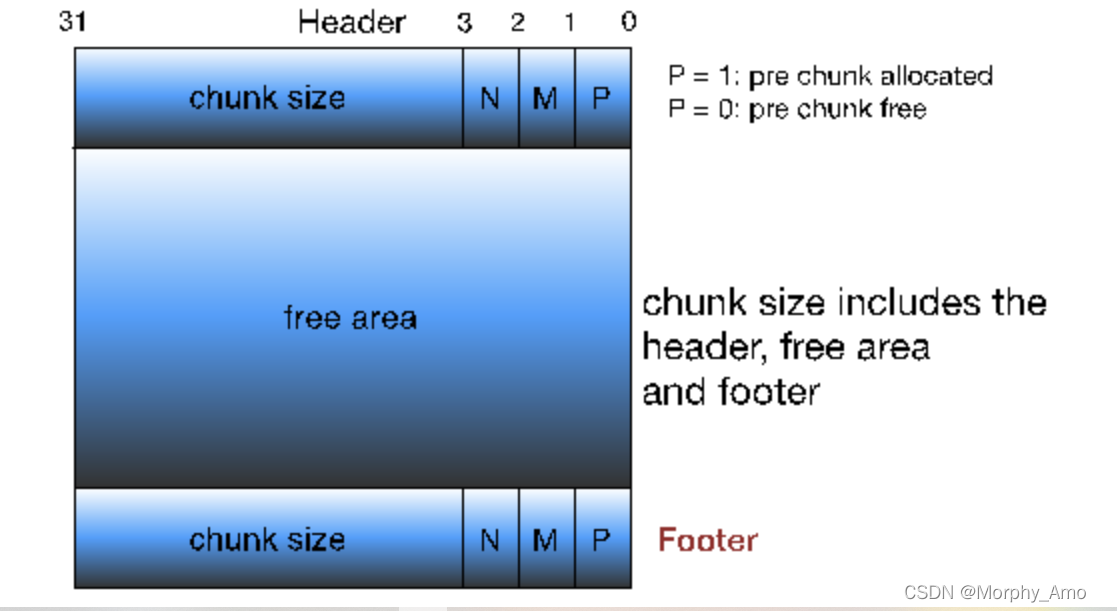 31 Header 3 2 1 0
chunk size N M P
P = 1: pre chunk allocated
P = 0: pre chunk free
free area
chunk size includes the
header, free area
and footer
chunk size N M P Footer
CSDN @Morphy_Amo